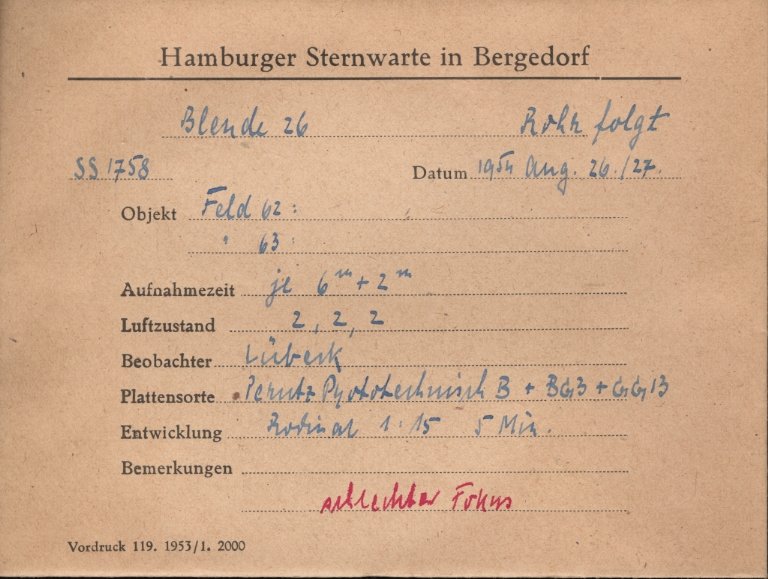 Hamburger Sternwarte in Bergedorf
Blende 26 Rohr folgt
SS 1758 Datum 1954 Aug. 26./27.
Objekt Feld 62:
" 63:
Aufnahmezeit je 6ᵐ + 2ᵐ
Luftzustand 2, 2, 2
Beobachter Lübeck
Plattensorte Perutz Phototechnisch B + BG3 + GG13
Entwicklung Rodinal 1:15 5 Min.
Bemerkungen
schlechter Fokus
Vordruck 119. 1953/1. 2000